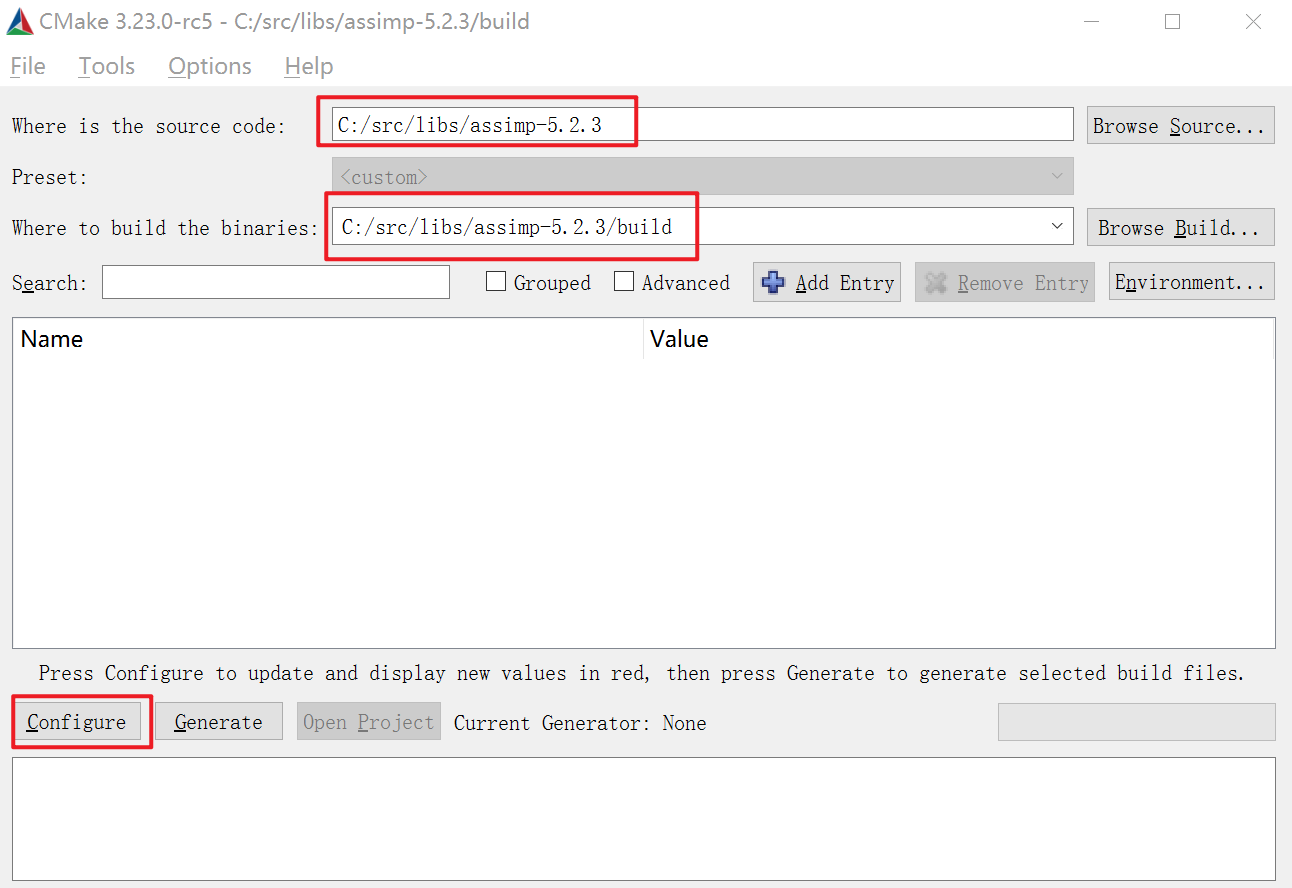 CMake 3.23.0-rc5 - C:/src/libs/assimp-5.2.3/build
File Tools Options Help
Where is the source code: C:/src/libs/assimp-5.2.3 Browse Source...
Preset: <custom>
Where to build the binaries: C:/src/libs/assimp-5.2.3/build Browse Build...
Search: Grouped Advanced Add Entry Remove Entry Environment...
Name Value
Press Configure to update and display new values in red, then press Generate to generate selected build files.
Configure Generate Open Project Current Generator: None